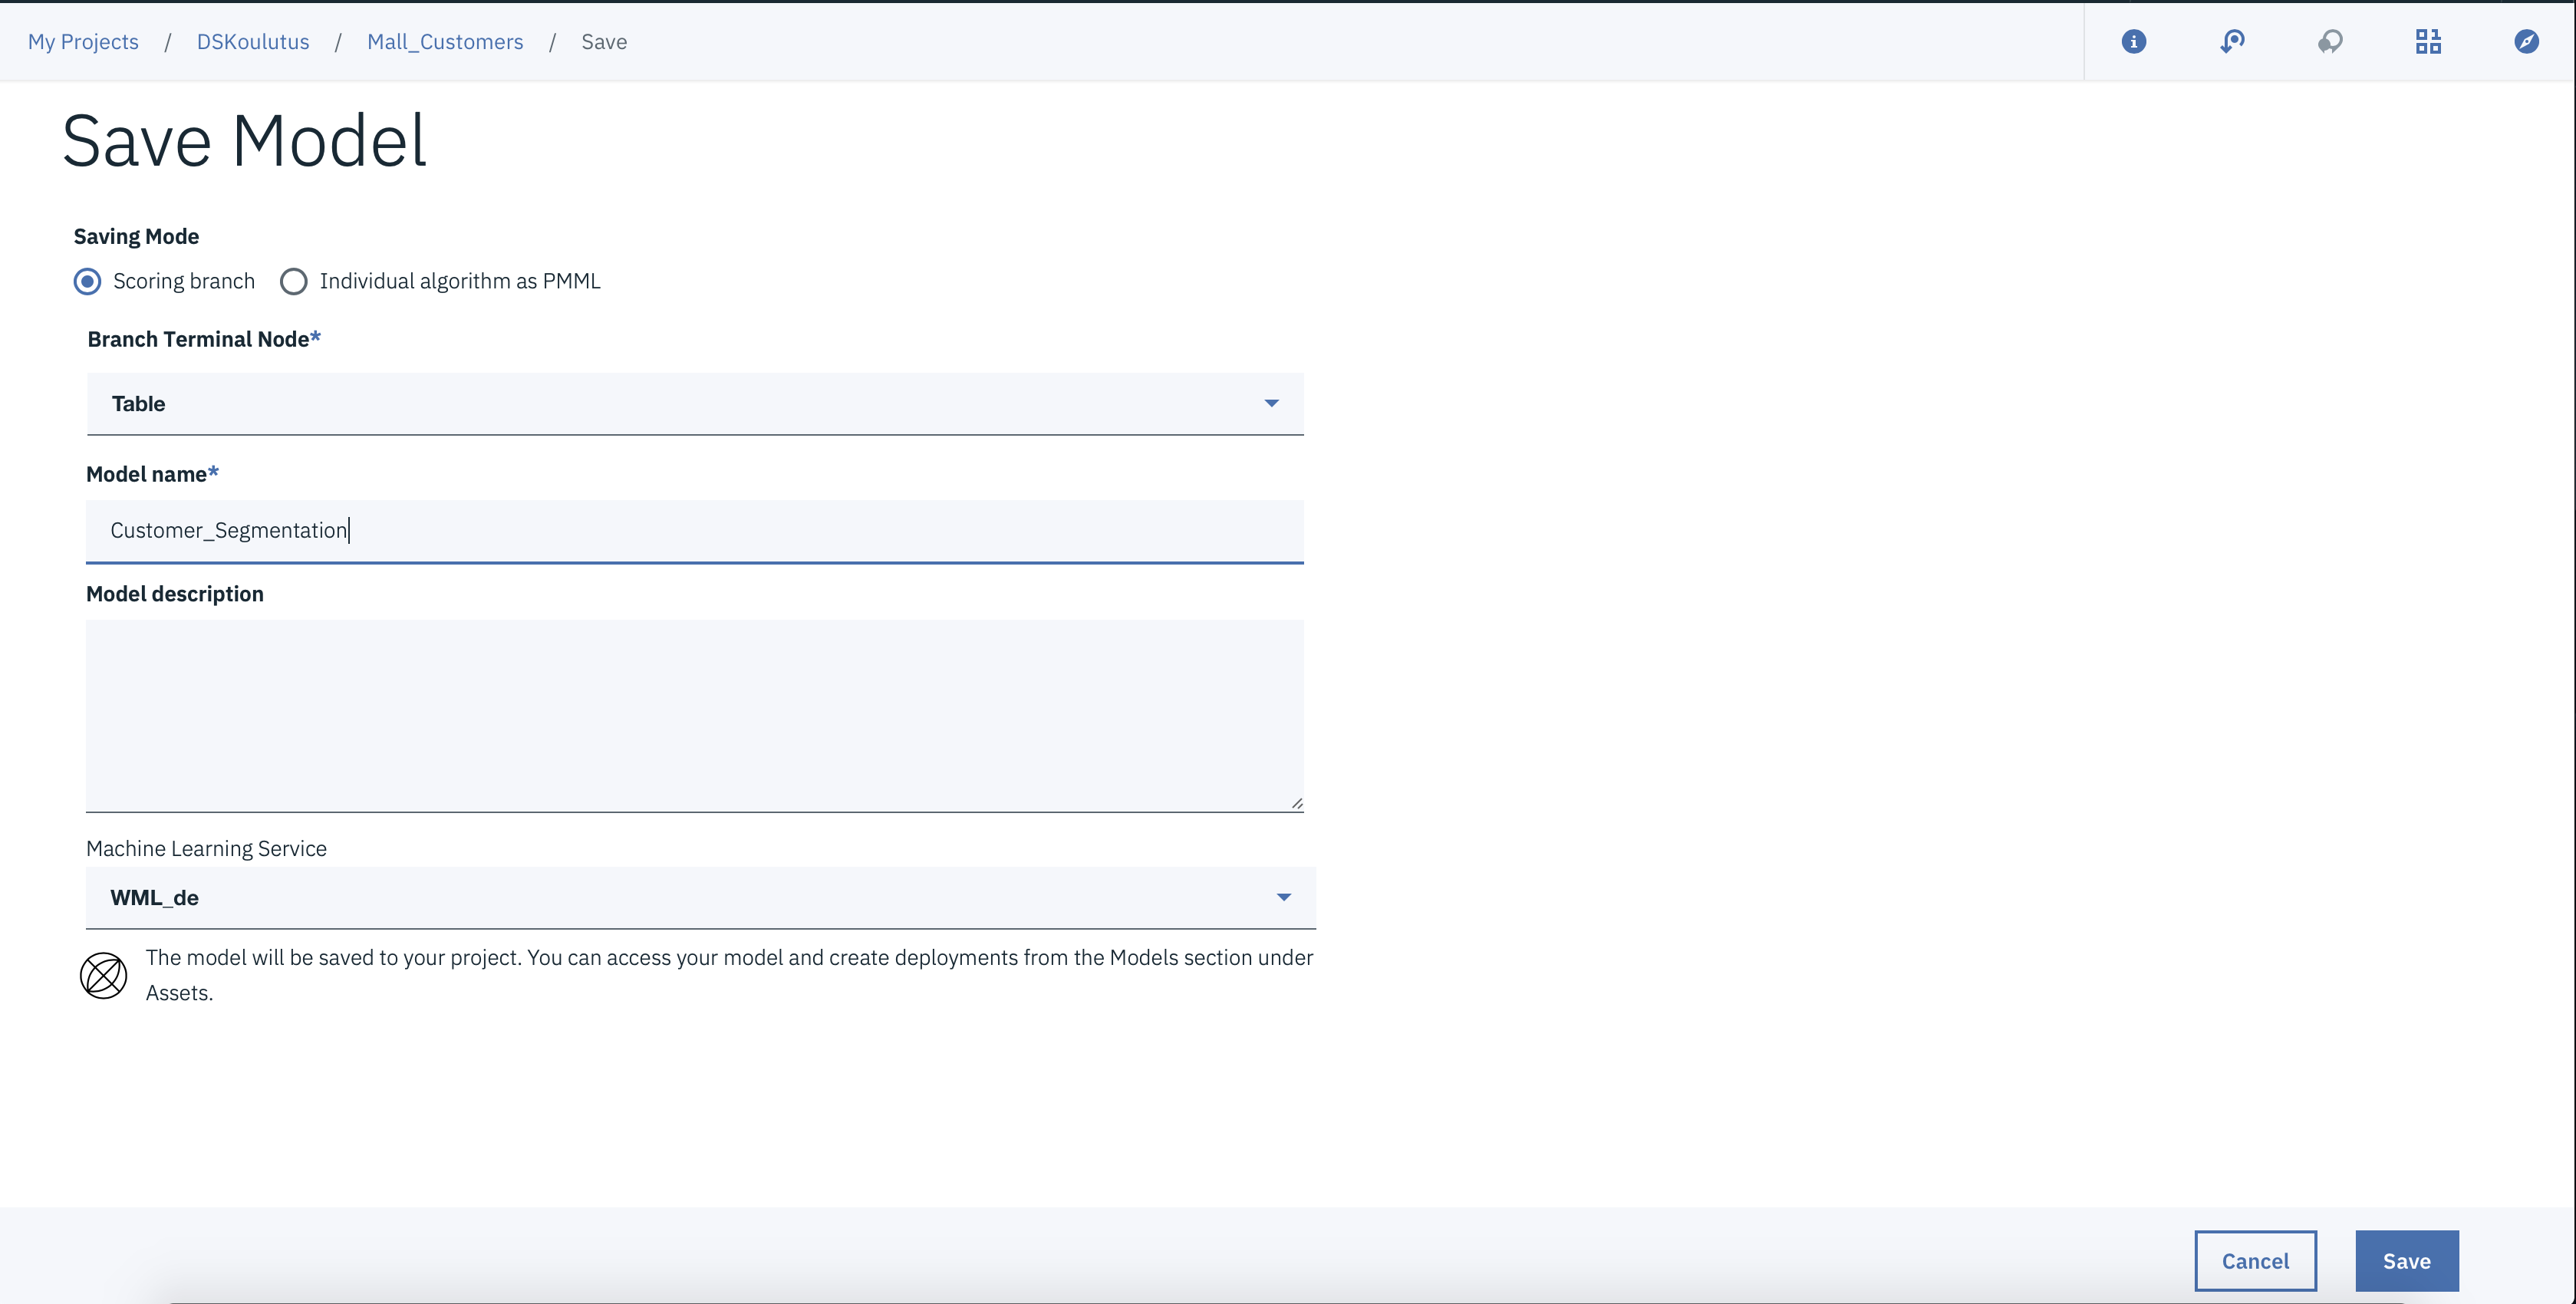 My Projects / DSKoulutus / Mall_Customers / Save
Save Model
Saving Mode
Scoring branch Individual algorithm as PMML
Branch Terminal Node*
Table
Model name*
Customer_Segmentation
Model description
Machine Learning Service
WML_de
The model will be saved to your project. You can access your model and create deployments from the Models section under
Assets.
Cancel Save